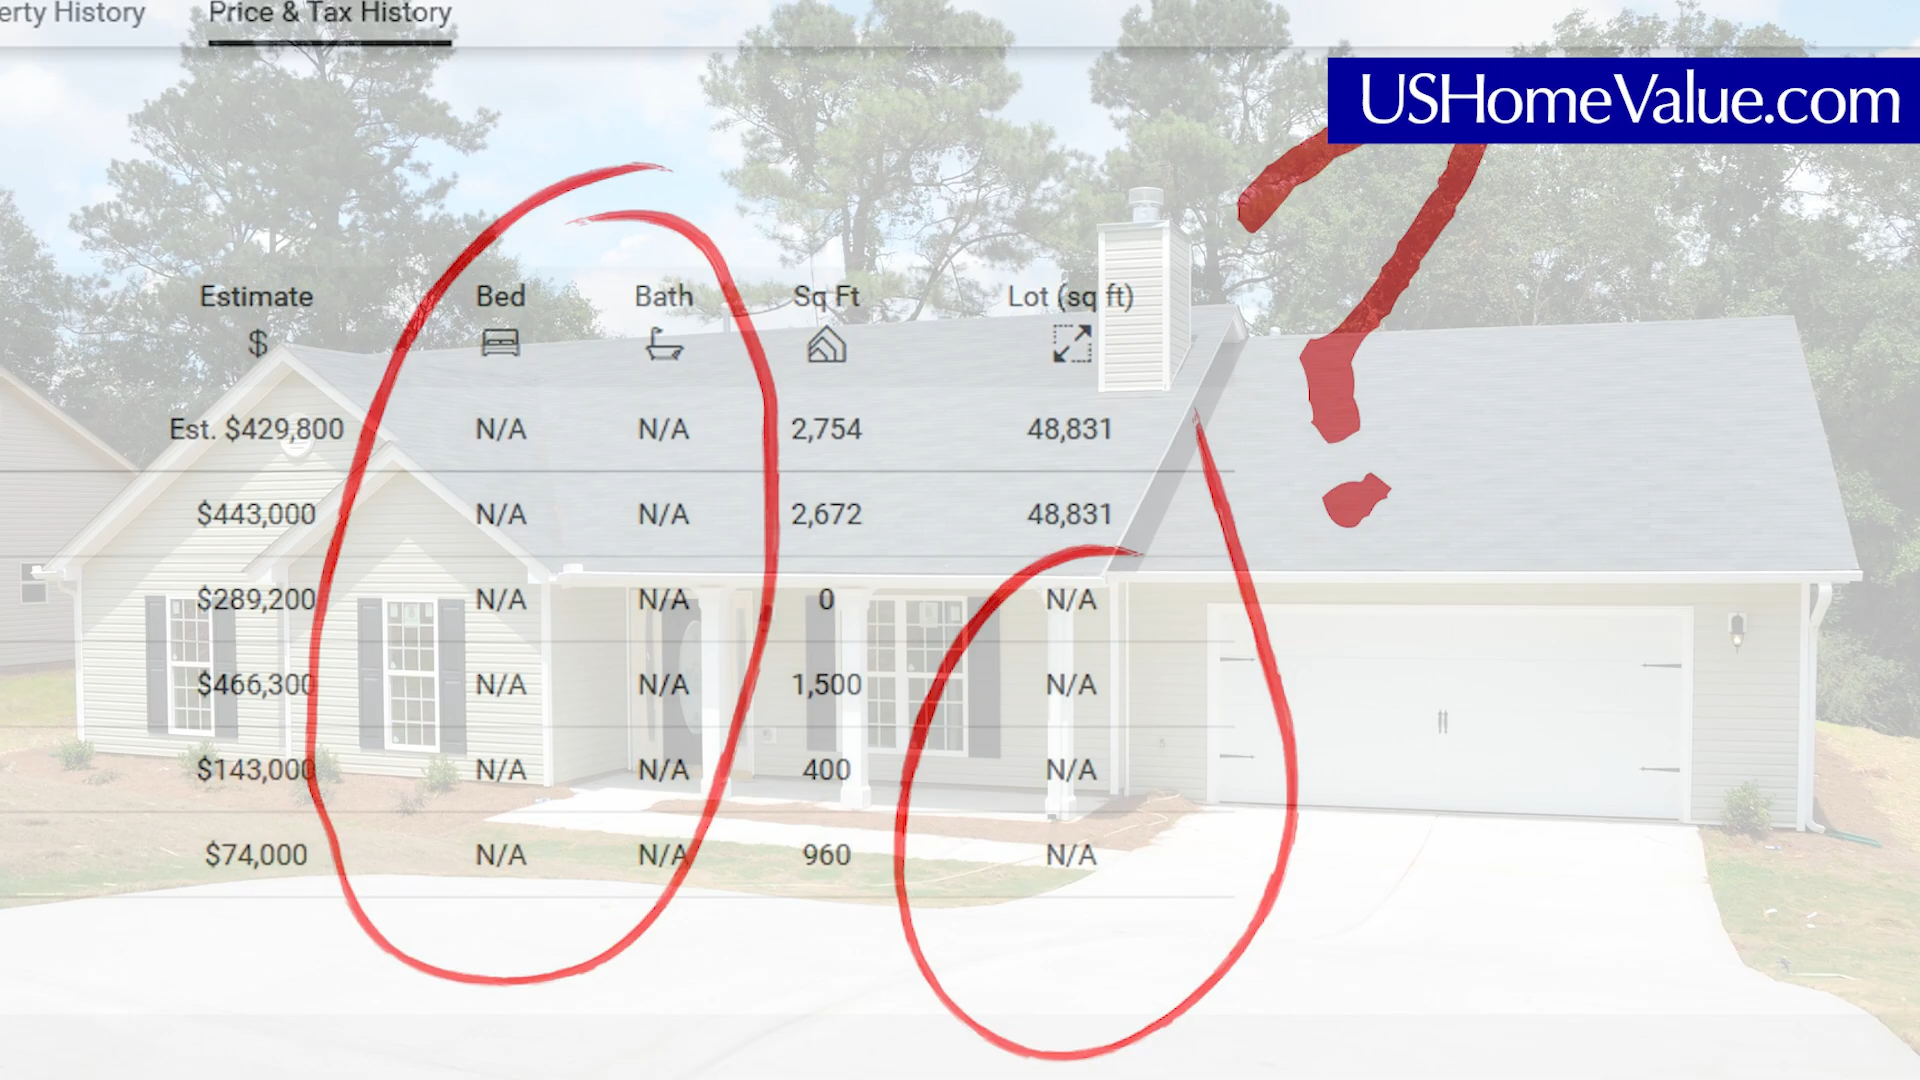 erty History Price & Tax History
USHomeValue.com
Estimate Bed Bath Sq Ft Lot (sq ft)
$
Est. $429,800 N/A N/A 2,754 48,831
$443,000 N/A N/A 2,672 48,831
$289,200 N/A N/A 0 N/A
$466,300 N/A N/A 1,500 N/A
$143,000 N/A N/A 400 N/A
$74,000 N/A N/A 960 N/A
?